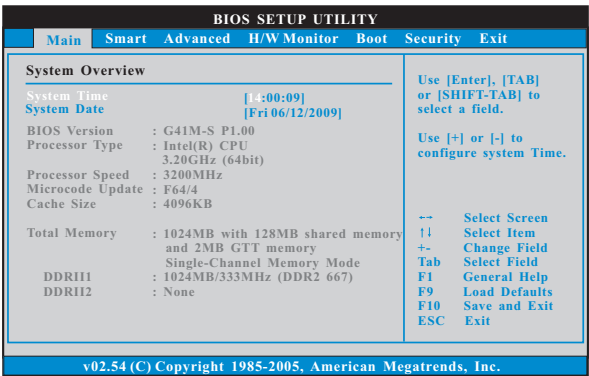 BIOS SETUP UTILITY
Main Smart Advanced H/W Monitor Boot Security Exit
System Overview
System Time [14:00:09]
System Date [Fri 06/12/2009]
BIOS Version : G41M-S P1.00
Processor Type : Intel(R) CPU
3.20GHz (64bit)
Processor Speed : 3200MHz
Microcode Update : F64/4
Cache Size : 4096KB
Total Memory : 1024MB with 128MB shared memory
and 2MB GTT memory
Single-Channel Memory Mode
DDRII1 : 1024MB/333MHz (DDR2 667)
DDRII2 : None
Use [Enter], [TAB]
or [SHIFT-TAB] to
select a field.
Use [+] or [-] to
configure system Time.
←→ Select Screen
↑↓ Select Item
+- Change Field
Tab Select Field
F1 General Help
F9 Load Defaults
F10 Save and Exit
ESC Exit
v02.54 (C) Copyright 1985-2005, American Megatrends, Inc.